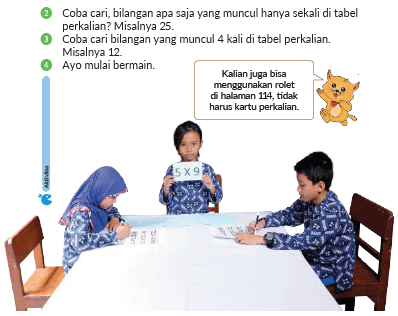 2 Coba cari, bilangan apa saja yang muncul hanya sekali di tabel
perkalian? Misalnya 25.
3 Coba cari bilangan yang muncul 4 kali di tabel perkalian.
Misalnya 12.
4 Ayo mulai bermain.
Kalian juga bisa
menggunakan rolet
di halaman 114, tidak
harus kartu perkalian.
Aktivitas
5 X 9